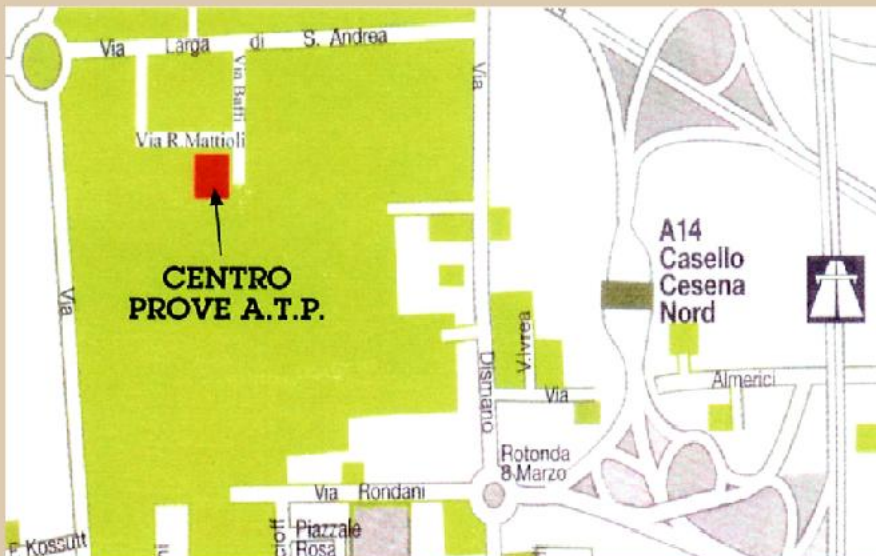 Via Larga di S. Andrea
Via Batti
Via R. Mattioli
CENTRO
PROVE A.T.P.
Via
Via
Dismano
A14
Casello
Cesena
Nord
V.Ivrea
Via Almerici
Rotonda
8 Marzo
Via Rondani
Piazzale
Rosa
F. Kossutt